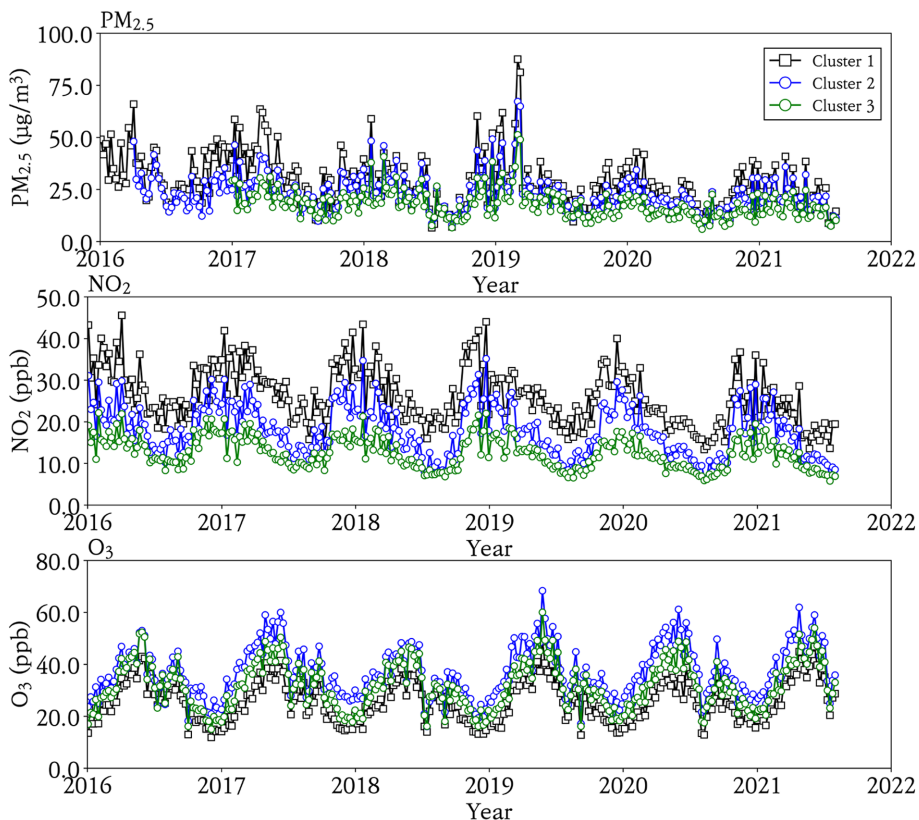 PM2.5
100.0
75.0
50.0
25.0
0.0
PM2.5 (μg/m³)
Cluster 1
Cluster 2
Cluster 3
2016 2017 2018 2019 2020 2021 2022
Year
NO2
50.0
40.0
30.0
20.0
10.0
0.0
NO2 (ppb)
2016 2017 2018 2019 2020 2021 2022
Year
O3
80.0
60.0
40.0
20.0
0.0
O3 (ppb)
2016 2017 2018 2019 2020 2021 2022
Year